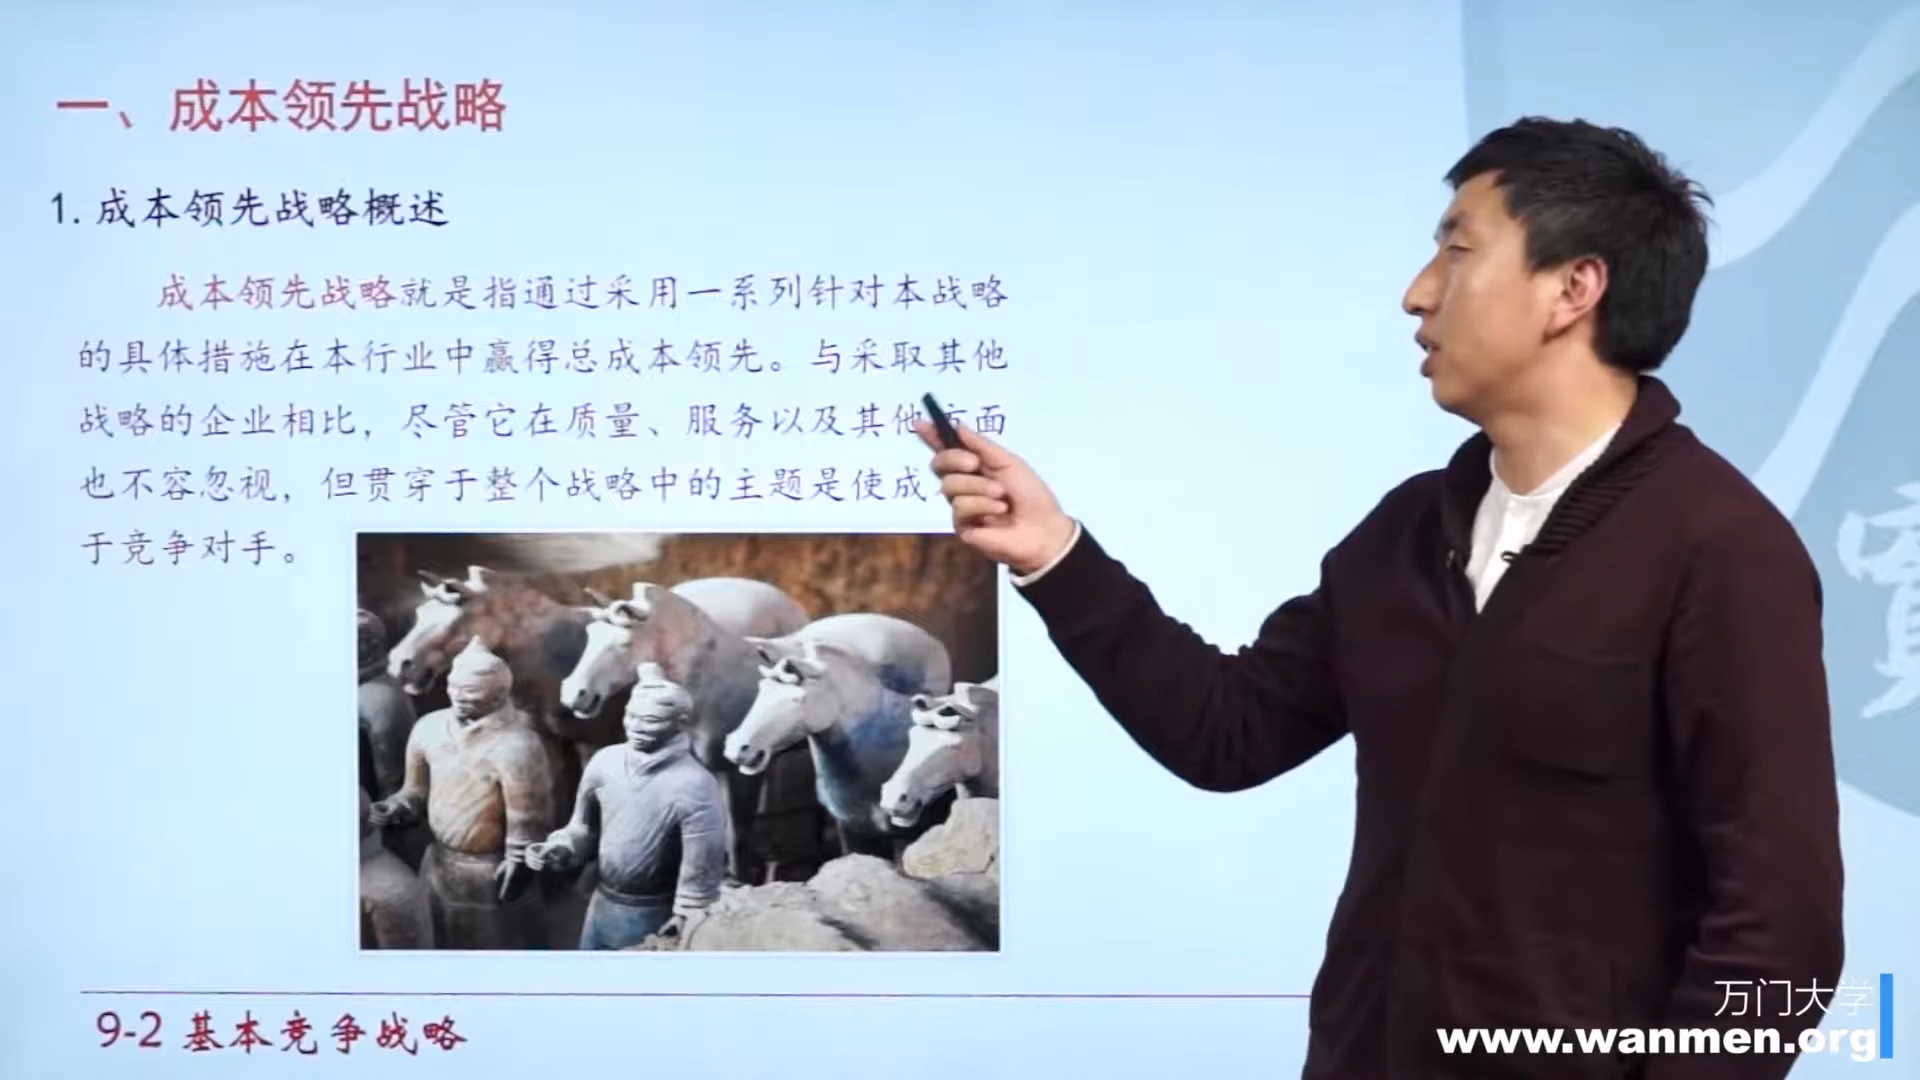 一、成本领先战略
1. 成本领先战略概述
成本领先战略就是指通过采用一系列针对本战略
的具体措施在本行业中赢得总成本领先。与采取其他
战略的企业相比，尽管它在质量、服务以及其他方面
也不容忽视，但贯穿于整个战略中的主题是使成
于竞争对手。
寶
9-2 基本竞争战略
万门大学
www.wanmen.org